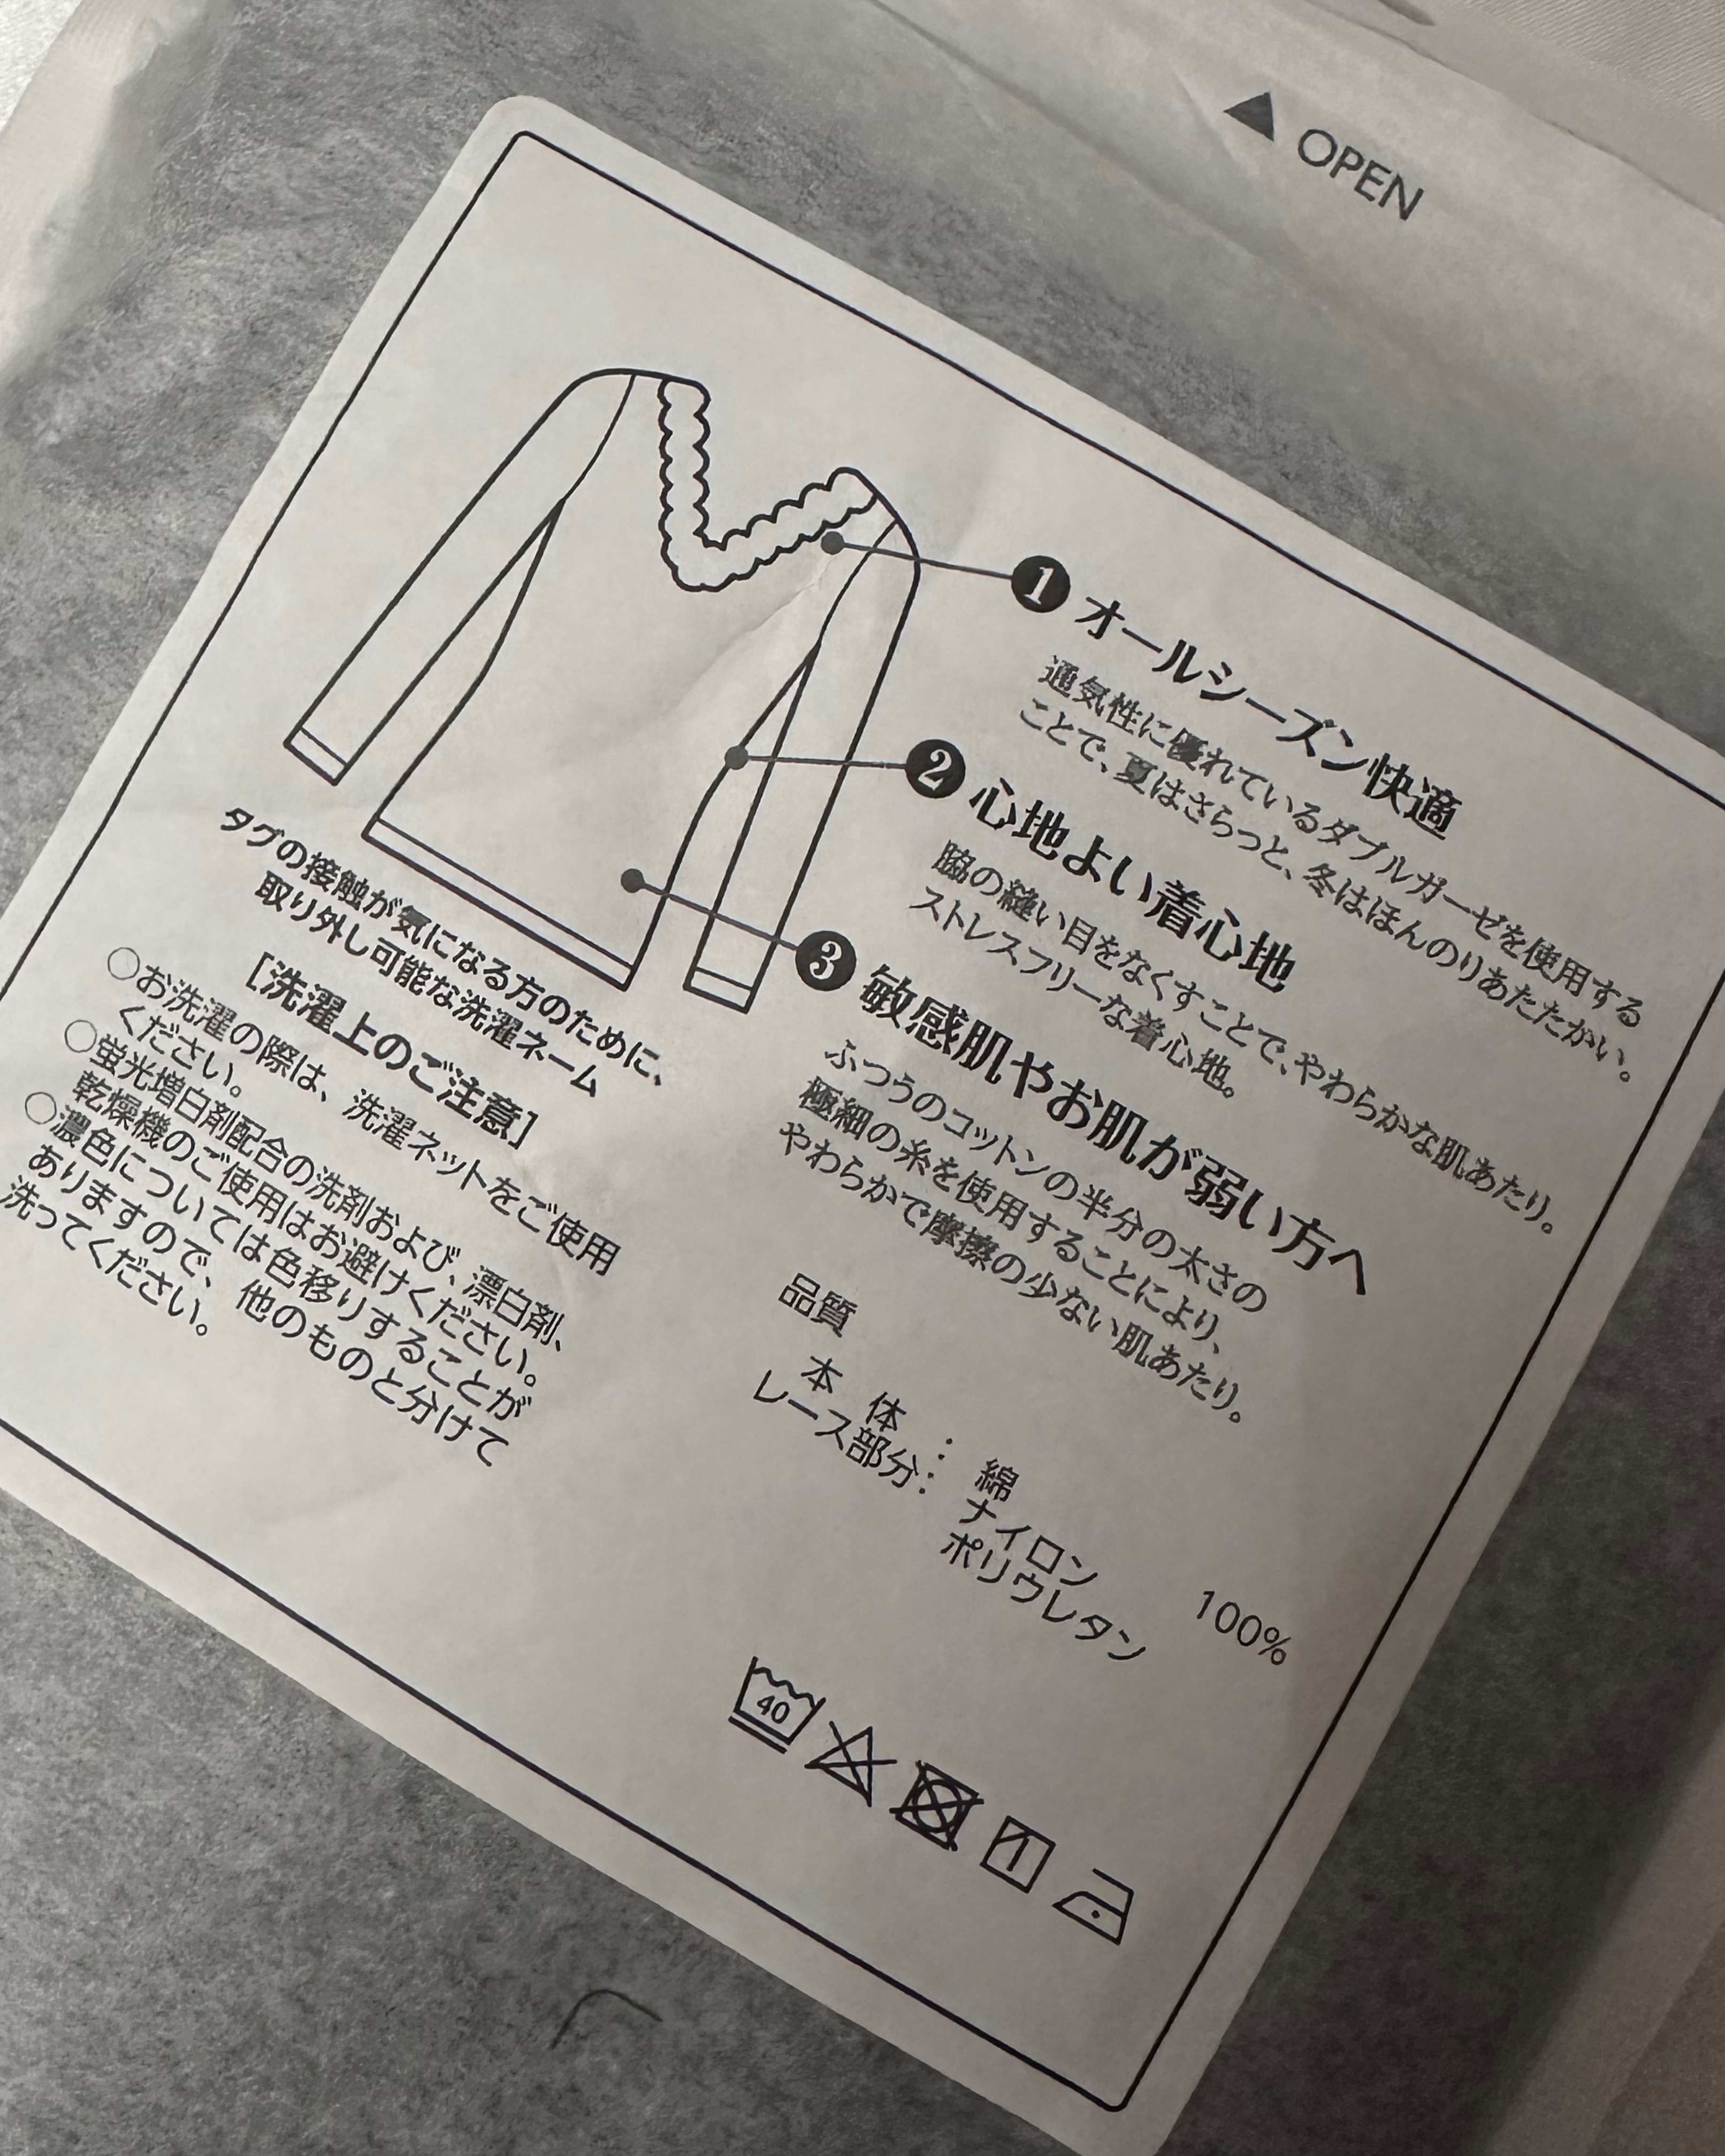 ▲ OPEN
❶ オールシーズン快適
通気性に優れているダブルガーゼを使用する
ことで、夏はさらっと、冬はほんのりあたたかい。
❷ 心地よい着心地
脇の縫い目をなくすことで、やわらかな肌あたり。
ストレスフリーな着心地。
❸ 敏感肌やお肌が弱い方へ
ふつうのコットンの半分の太さの
極細の糸を使用することにより、
やわらかで摩擦の少ない肌あたり。
タグの接触が気になる方のために、
取り外し可能な洗濯ネーム
［洗濯上のご注意］
○お洗濯の際は、洗濯ネットをご使用
ください。
○蛍光増白剤配合の洗剤および、漂白剤、
乾燥機のご使用はお避けください。
○濃色については色移りすることが
ありますので、他のものと分けて
洗ってください。
品質
本体：綿 100%
レース部分：ナイロン
ポリウレタン
40